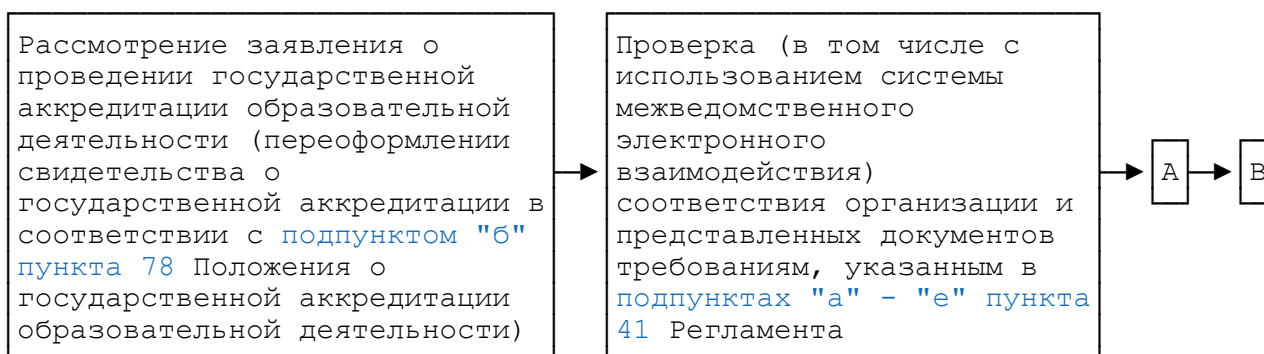 Рассмотрение заявления о
проведении государственной
аккредитации образовательной
деятельности (переоформлении
свидетельства о
государственной аккредитации в
соответствии с подпунктом "б"
пункта 78 Положения о
государственной аккредитации
образовательной деятельности)
Проверка (в том числе с
использованием системы
межведомственного
электронного
взаимодействия)
соответствия организации и
представленных документов
требованиям, указанным в
подпунктах "а" - "е" пункта
41 Регламента
А
В